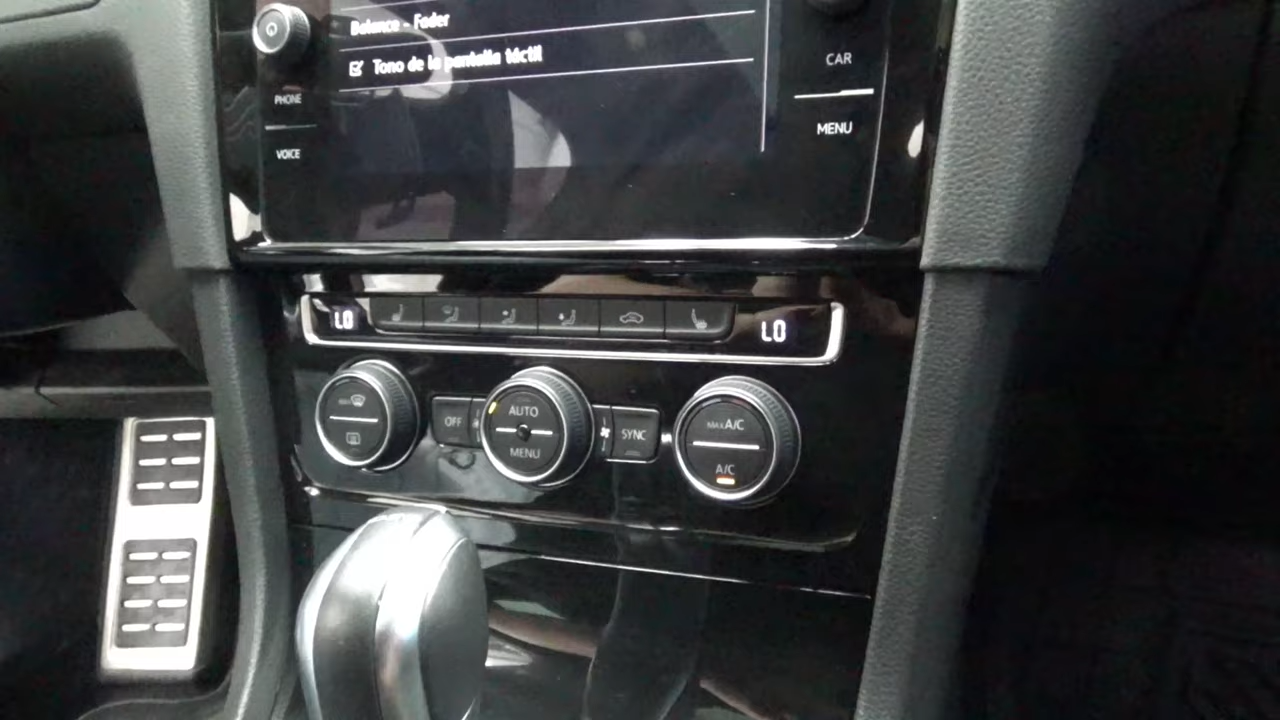 Balance - Fader
Tono de la pantalla táctil
PHONE
VOICE
CAR
MENU
LO
LO
OFF
AUTO
MENU
SYNC
MAX A/C
A/C